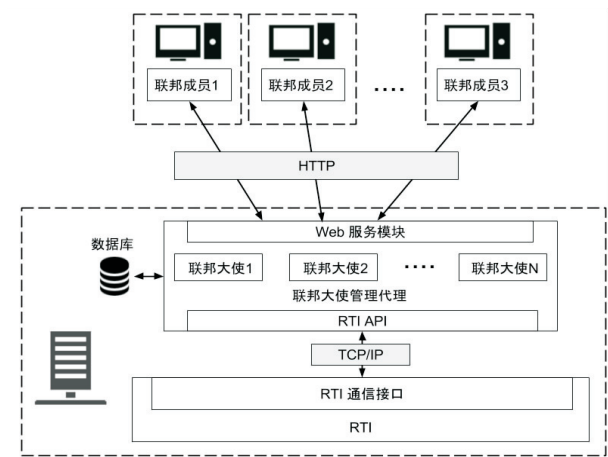 联邦成员1
联邦成员2
....
联邦成员3
HTTP
Web 服务模块
数据库
联邦大使1
联邦大使2
....
联邦大使N
联邦大使管理代理
RTI API
TCP/IP
RTI 通信接口
RTI